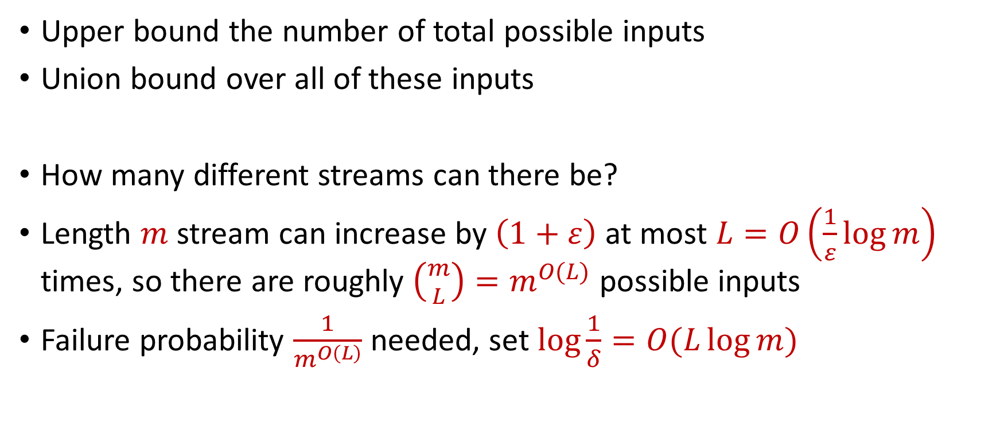 • Upper bound the number of total possible inputs
• Union bound over all of these inputs
• How many different streams can there be?
• Length $m$ stream can increase by $(1 + \varepsilon)$ at most $L = O\left(\frac{1}{\varepsilon} \log m\right)$
times, so there are roughly $\binom{m}{L} = m^{O(L)}$ possible inputs
• Failure probability $\frac{1}{m^{O(L)}}$ needed, set $\log \frac{1}{\delta} = O(L \log m)$